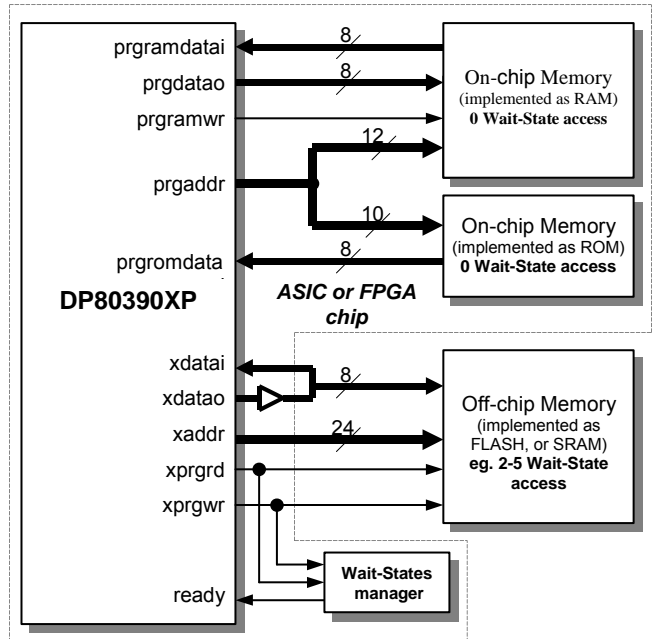 prgramdatai
8
prgdatao
8
prgramwr
On-chip Memory
(implemented as RAM)
0 Wait-State access
12
prgaddr
10
On-chip Memory
(implemented as ROM)
0 Wait-State access
prgromdata
8
DP80390XP
ASIC or FPGA
chip
xdatai
8
xdatao
Off-chip Memory
(implemented as
FLASH, or SRAM)
eg. 2-5 Wait-State
access
xaddr
24
xprgrd
xprgwr
Wait-States
manager
ready